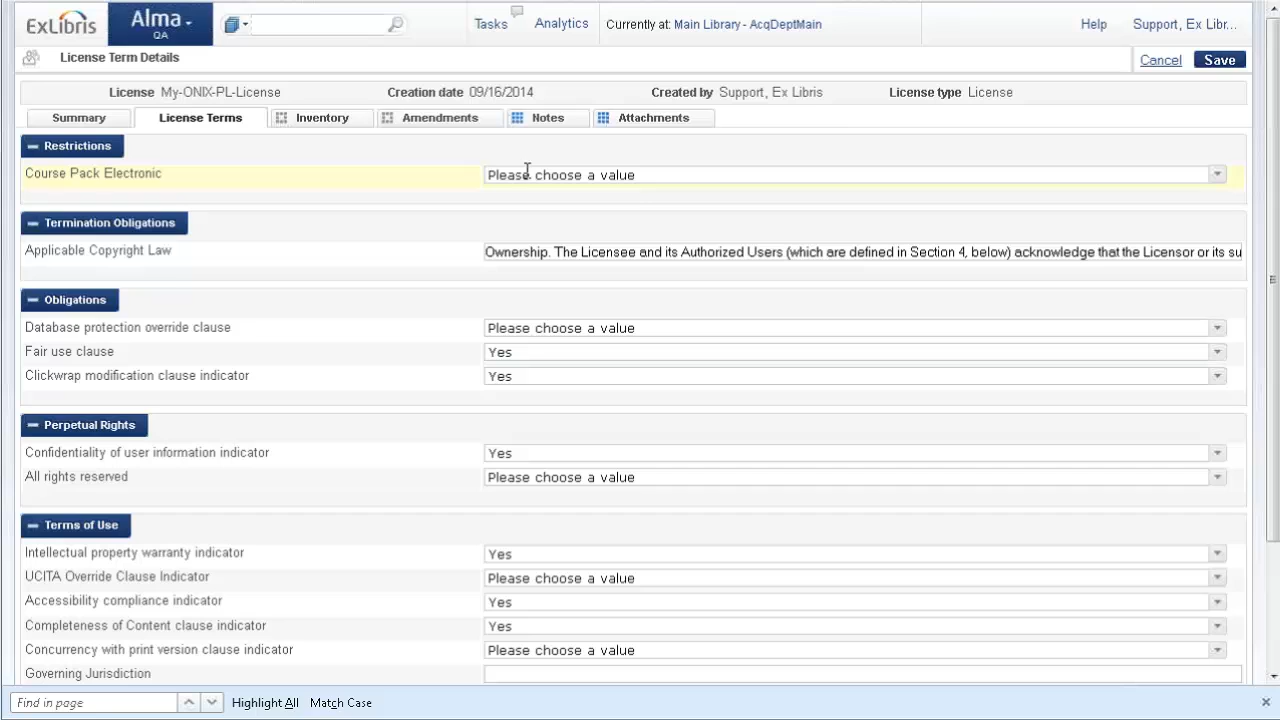 ExLibris Alma QA Tasks Analytics Currently at: Main Library - AcqDeptMain Help Support, Ex Libr...
License Term Details Cancel Save
License My-ONIX-PL-License Creation date 09/16/2014 Created by Support, Ex Libris License type License
Summary License Terms Inventory Amendments Notes Attachments
Restrictions
Course Pack Electronic Please choose a value
Termination Obligations
Applicable Copyright Law Ownership. The Licensee and its Authorized Users (which are defined in Section 4, below) acknowledge that the Licensor or its su
Obligations
Database protection override clause Please choose a value
Fair use clause Yes
Clickwrap modification clause indicator Yes
Perpetual Rights
Confidentiality of user information indicator Yes
All rights reserved Please choose a value
Terms of Use
Intellectual property warranty indicator Yes
UCITA Override Clause Indicator Please choose a value
Accessibility compliance indicator Yes
Completeness of Content clause indicator Yes
Concurrency with print version clause indicator Please choose a value
Governing Jurisdiction
Find in page Highlight All Match Case